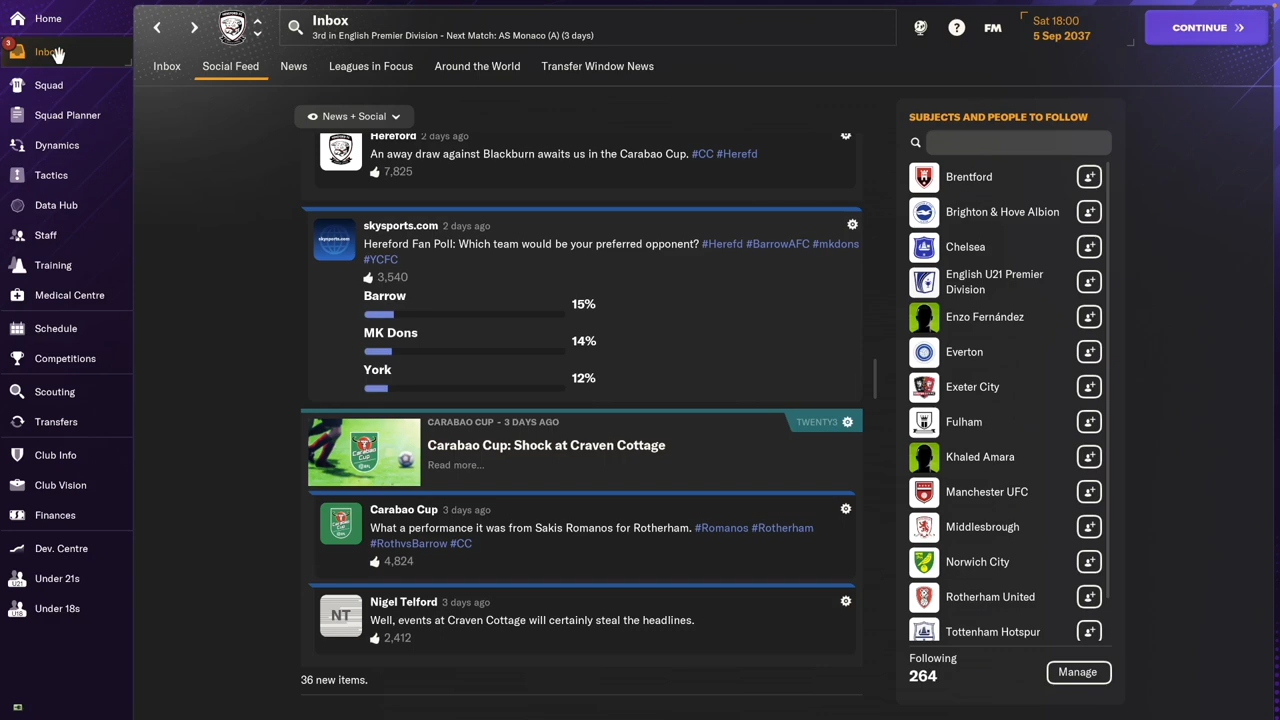 Home
Inbox
3rd in English Premier Division - Next Match: AS Monaco (A) (3 days)
FM
Sat 18:00
5 Sep 2037
CONTINUE
3
Inbo
Inbox
Social Feed
News
Leagues in Focus
Around the World
Transfer Window News
Squad
Squad Planner
Dynamics
Tactics
Data Hub
Staff
Training
Medical Centre
Schedule
Competitions
Scouting
Transfers
Club Info
Club Vision
Finances
Dev. Centre
U21
Under 21s
U18
Under 18s
News + Social
Hereford 2 days ago
An away draw against Blackburn awaits us in the Carabao Cup. #CC #Herefd
7,825
skysports.com
skysports.com 2 days ago
Hereford Fan Poll: Which team would be your preferred opponent? #Herefd #BarrowAFC #mkdons
#YCFC
3,540
Barrow
15%
MK Dons
14%
York
12%
CARABAO CUP - 3 DAYS AGO
TWENTY3
Carabao Cup: Shock at Craven Cottage
Read more...
Carabao Cup 3 days ago
What a performance it was from Sakis Romanos for Rotherham. #Romanos #Rotherham
#RothvsBarrow #CC
4,824
NT
Nigel Telford 3 days ago
Well, events at Craven Cottage will certainly steal the headlines.
2,412
36 new items.
SUBJECTS AND PEOPLE TO FOLLOW
Brentford
Brighton & Hove Albion
Chelsea
English U21 Premier
Division
Enzo Fernández
Everton
Exeter City
Fulham
Khaled Amara
Manchester UFC
Middlesbrough
Norwich City
Rotherham United
Tottenham Hotspur
Following
264
Manage